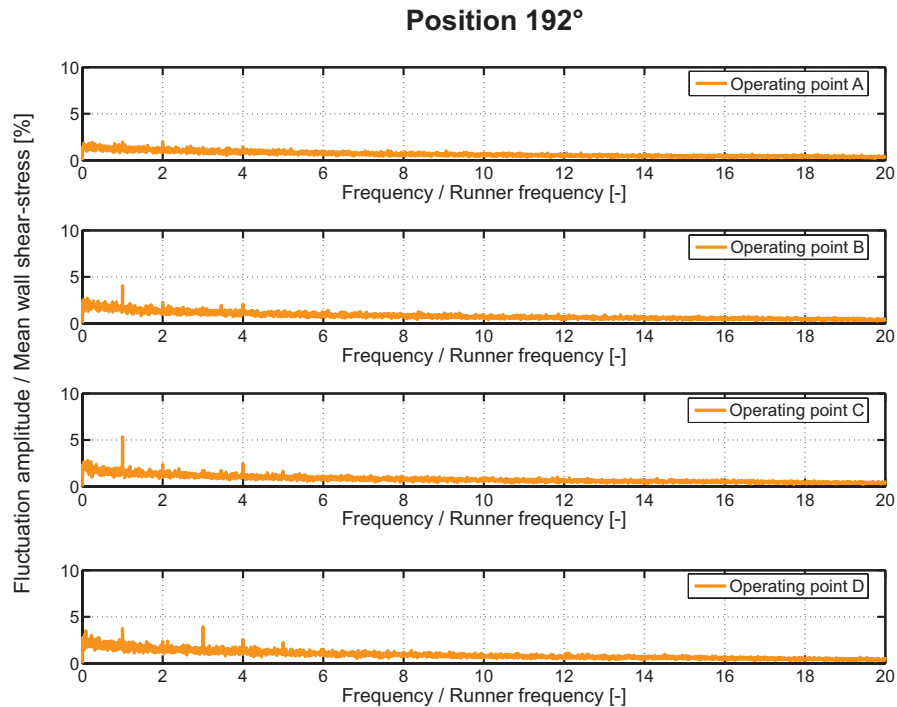 Position 192°
Fluctuation amplitude / Mean wall shear-stress [%]
10
5
0
Operating point A
0 2 4 6 8 10 12 14 16 18 20
Frequency / Runner frequency [-]
10
5
0
Operating point B
0 2 4 6 8 10 12 14 16 18 20
Frequency / Runner frequency [-]
10
5
0
Operating point C
0 2 4 6 8 10 12 14 16 18 20
Frequency / Runner frequency [-]
10
5
0
Operating point D
0 2 4 6 8 10 12 14 16 18 20
Frequency / Runner frequency [-]